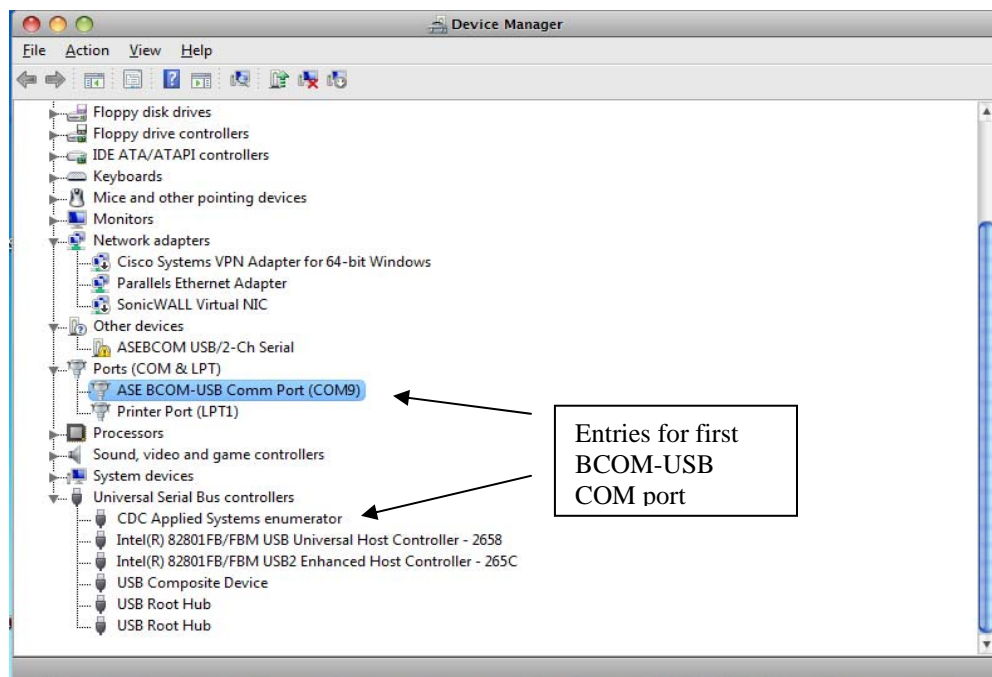 Device Manager
File Action View Help
Floppy disk drives
Floppy drive controllers
IDE ATA/ATAPI controllers
Keyboards
Mice and other pointing devices
Monitors
Network adapters
Cisco Systems VPN Adapter for 64-bit Windows
Parallels Ethernet Adapter
SonicWALL Virtual NIC
Other devices
ASEBCOM USB/2-Ch Serial
Ports (COM & LPT)
ASE BCOM-USB Comm Port (COM9)
Printer Port (LPT1)
Processors
Sound, video and game controllers
System devices
Universal Serial Bus controllers
CDC Applied Systems enumerator
Intel(R) 82801FB/FBM USB Universal Host Controller - 2658
Intel(R) 82801FB/FBM USB2 Enhanced Host Controller - 265C
USB Composite Device
USB Root Hub
USB Root Hub
Entries for first
BCOM-USB
COM port